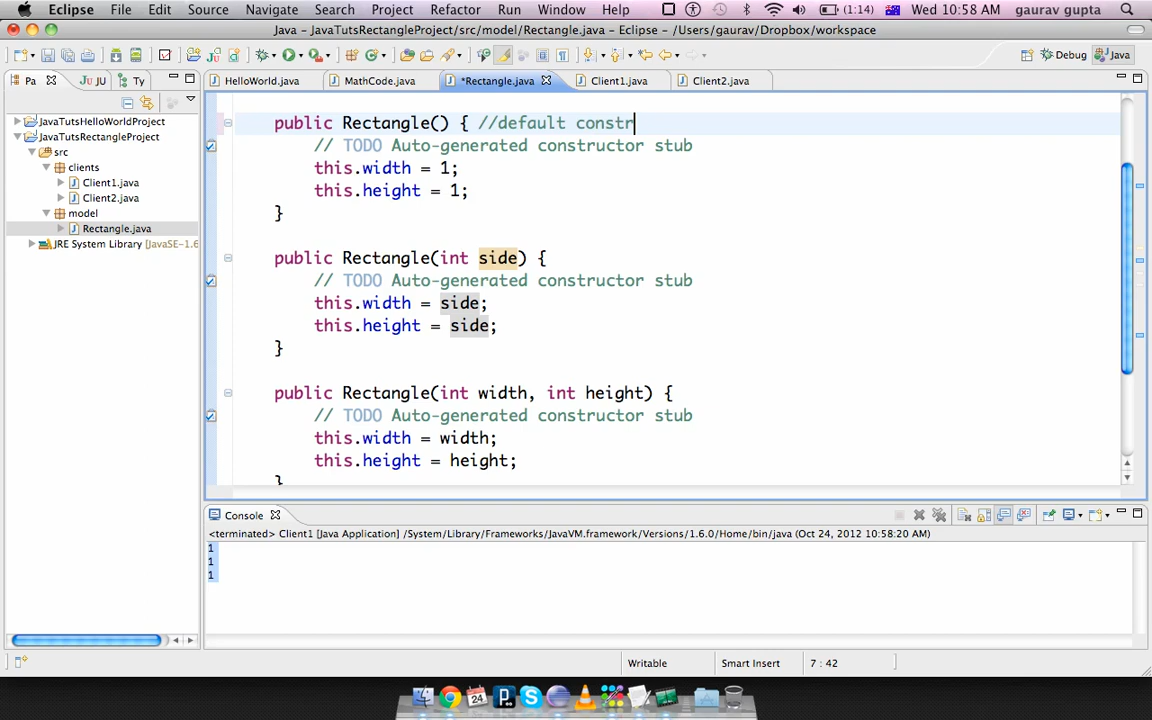 Eclipse File Edit Source Navigate Search Project Refactor Run Window Help (1:14) Wed 10:58 AM gaurav gupta
Java - JavaTutsRectangleProject/src/model/Rectangle.java - Eclipse - /Users/gaurav/Dropbox/workspace
Debug Java
Pa JU Ty HelloWorld.java MathCode.java *Rectangle.java Client1.java Client2.java
JavaTutsHelloWorldProject
JavaTutsRectangleProject
src
clients
Client1.java
Client2.java
model
Rectangle.java
JRE System Library [JavaSE-1.6
public Rectangle() { //default constr
// TODO Auto-generated constructor stub
this.width = 1;
this.height = 1;
}
public Rectangle(int side) {
// TODO Auto-generated constructor stub
this.width = side;
this.height = side;
}
public Rectangle(int width, int height) {
// TODO Auto-generated constructor stub
this.width = width;
this.height = height;
}
Console
<terminated> Client1 [Java Application] /System/Library/Frameworks/JavaVM.framework/Versions/1.6.0/Home/bin/java (Oct 24, 2012 10:58:20 AM)
1
1
1
Writable Smart Insert 7 : 42
24